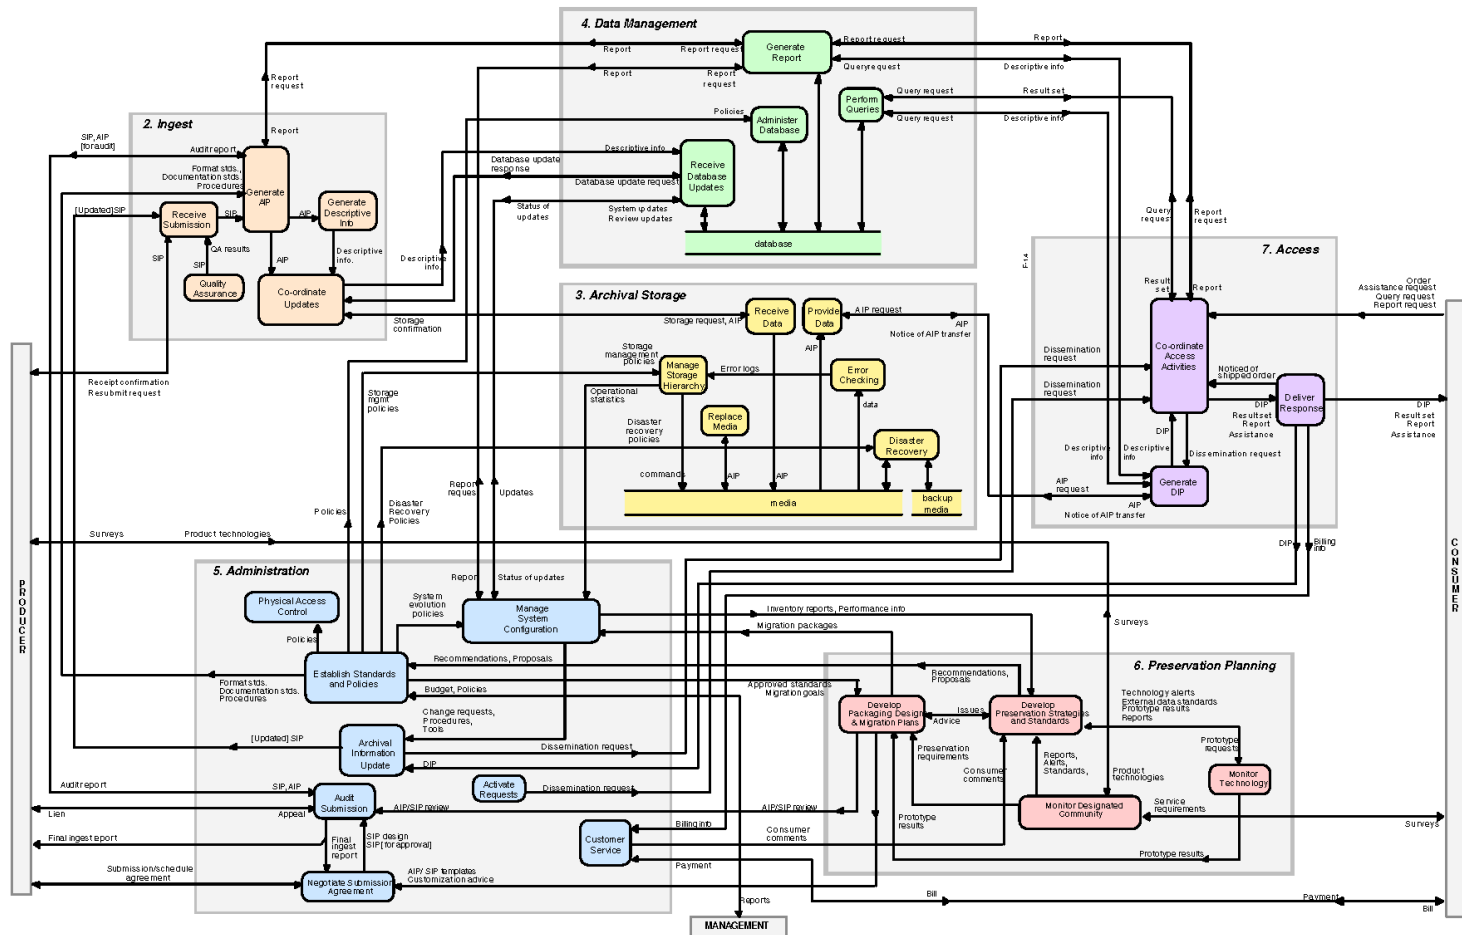 4. Data Management
Generate
Report
Report
Report request
Report request
Report
Report
Report
request
Query request
Descriptive info
Report
request
Report
Policies
Administer
Database
Perform
Queries
Query request
Result set
Query request
Descriptive info
Descriptive info
Database update
response
Database update request
Receive
Database
Updates
Status of
updates
System updates
Review updates
database
2. Ingest
SIP, AIP
[for audit]
Audit report
Format stds.,
Documentation stds.
Procedures
Generate
AIP
[Updated] SIP
Receive
Submission
SIP
AIP
Generate
Descriptive
Info
SIP
QA results
SIP
AIP
Descriptive
info.
Descriptive
info.
Quality
Assurance
Co-ordinate
Updates
Storage
confirmation
Storage request, AIP
Receipt confirmation
Resubmit request
3. Archival Storage
Receive
Data
Provide
Data
AIP request
AIP
Notice of AIP transfer
Storage
management
policies
Manage
Storage
Hierarchy
Error logs
AIP
Error
Checking
Operational
statistics
Storage
mgmt
policies
Replace
Media
data
Disaster
recovery
policies
Disaster
Recovery
commands
AIP
AIP
media
backup
media
7. Access
F-1.4
Query
request
Report
request
Result
set
Report
Order
Assistance request
Query request
Report request
Co-ordinate
Access
Activities
Dissemination
request
Dissemination
request
Noticed of
shipped order
DIP
Result set
Report
Assistance
Deliver
Response
DIP
Result set
Report
Assistance
DIP
Descriptive
info
Descriptive
info
Dissemination request
Generate
DIP
AIP
request
AIP
Notice of AIP transfer
DIP
Billing
info
Report
request
Updates
Policies
Disaster
Recovery
Policies
Surveys
Product technologies
PRODUCER
CONSUMER
5. Administration
Physical Access
Control
Policies
Report
Status of updates
System
evolution
policies
Manage
System
Configuration
Inventory reports, Performance info
Migration packages
Surveys
Establish Standards
and Policies
Recommendations, Proposals
Format stds.
Documentation stds.
Procedures
Budget, Policies
Approved standards
Migration goals
Change requests,
Procedures,
Tools
[Updated] SIP
Archival
Information
Update
Dissemination request
DIP
Activate
Requests
Dissemination request
Audit report
SIP, AIP
Audit
Submission
Lien
Appeal
AIP/SIP review
AIP/SIP review
Final ingest report
Final
ingest
report
SIP design
SIP [for approval]
Customer
Service
Billing info
Consumer
comments
Payment
Submission/schedule
agreement
Negotiate Submission
Agreement
AIP/ SIP templates
Customization advice
Reports
MANAGEMENT
Bill
Payment
Bill
6. Preservation Planning
Recommendations,
Proposals
Technology alerts
External data standards
Prototype results
Reports
Develop
Packaging Design
& Migration Plans
Issues
Advice
Develop
Preservation Strategies
and Standards
Prototype
requests
Preservation
requirements
Consumer
comments
Reports,
Alerts,
Standards,
Product
technologies
Monitor
Technology
Monitor Designated
Community
Service
requirements
Surveys
Prototype
results
Prototype results